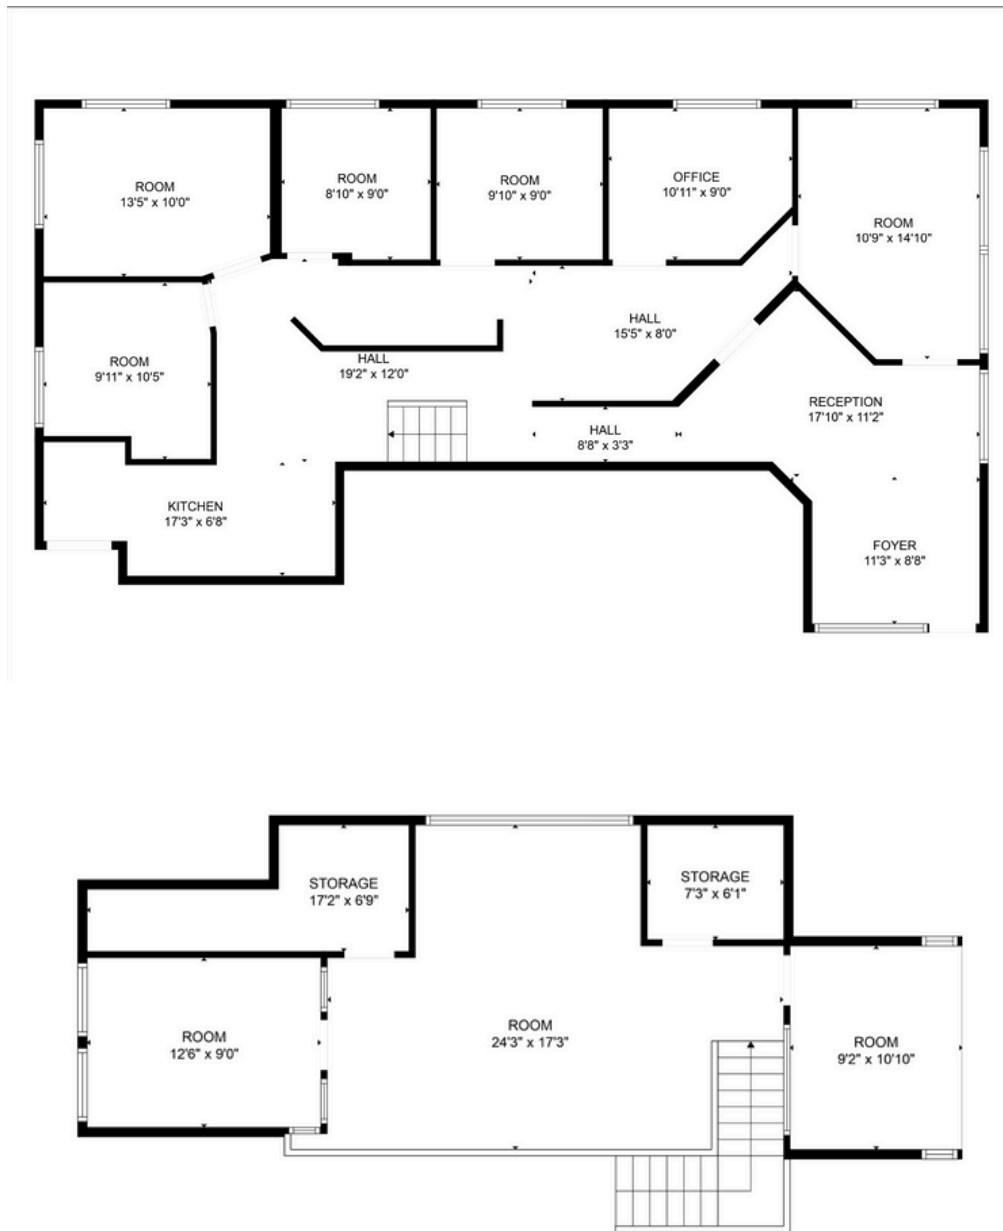 ROOM
13'5" x 10'0"
ROOM
8'10" x 9'0"
ROOM
9'10" x 9'0"
OFFICE
10'11" x 9'0"
ROOM
10'9" x 14'10"
HALL
15'5" x 8'0"
ROOM
9'11" x 10'5"
HALL
19'2" x 12'0"
RECEPTION
17'10" x 11'2"
HALL
8'8" x 3'3"
KITCHEN
17'3" x 6'8"
FOYER
11'3" x 8'8"
STORAGE
17'2" x 6'9"
STORAGE
7'3" x 6'1"
ROOM
12'6" x 9'0"
ROOM
24'3" x 17'3"
ROOM
9'2" x 10'10"